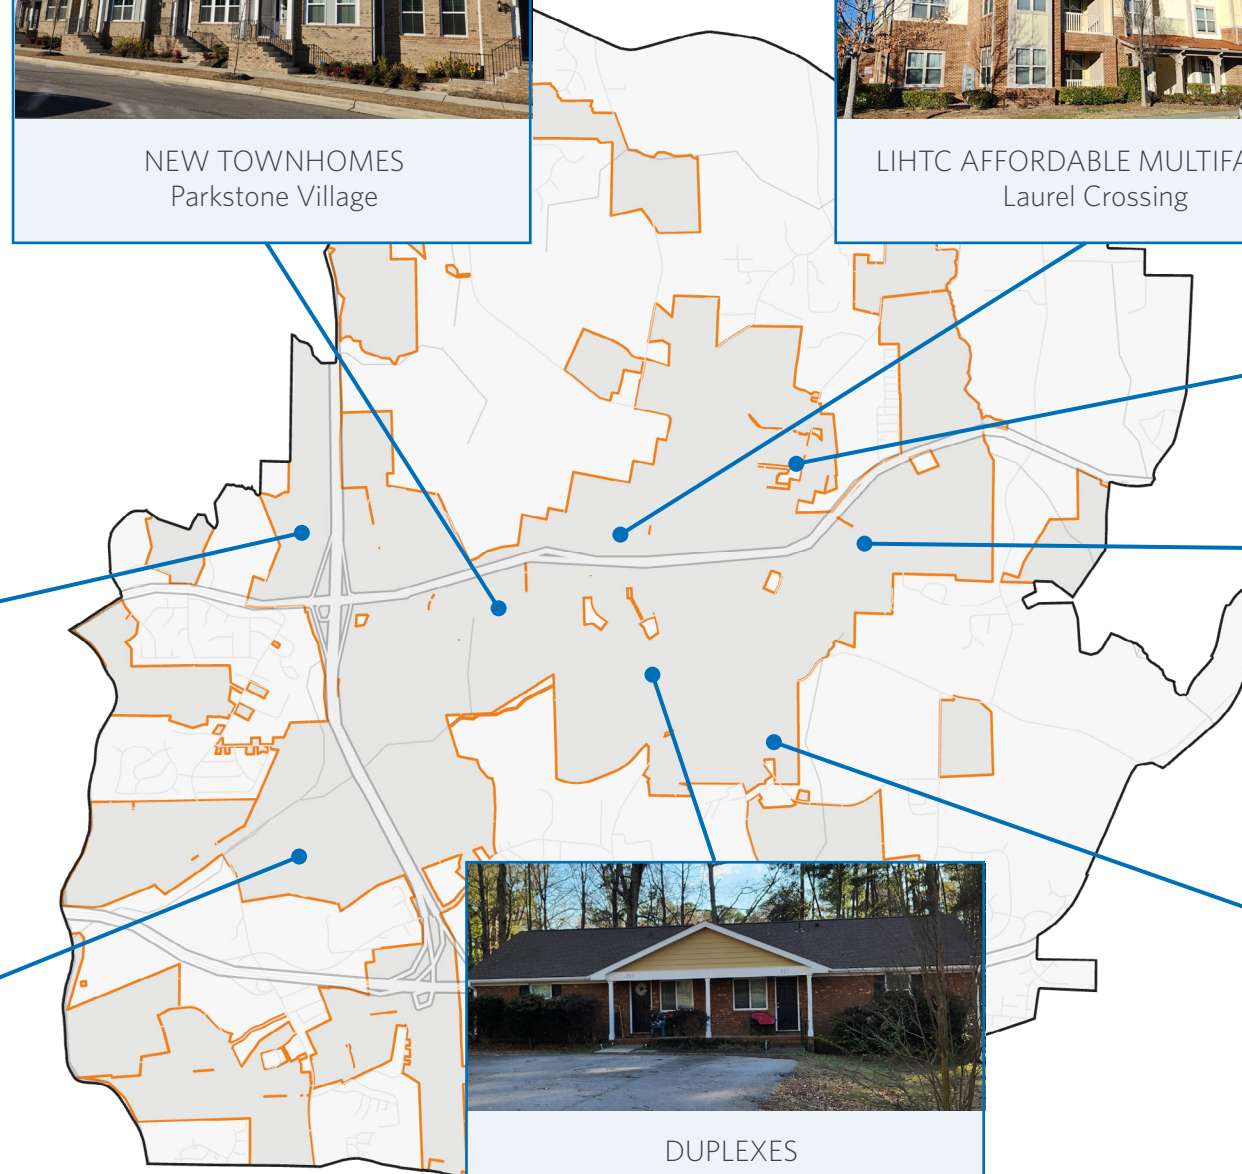 NEW TOWNHOMES
Parkstone Village
LIHTC AFFORDABLE MULTIFA
Laurel Crossing
DUPLEXES